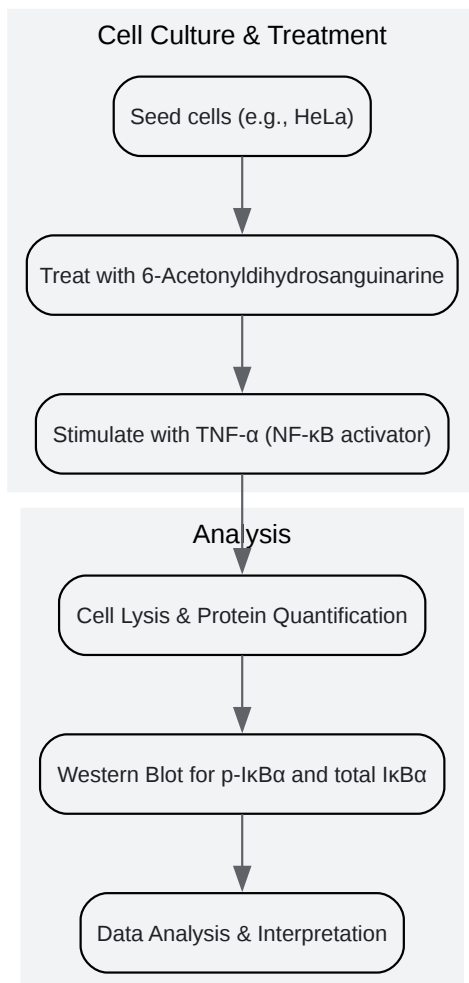 Cell Culture & Treatment
Seed cells (e.g., HeLa)
Treat with 6-Acetonyldihydrosanguinarine
Stimulate with TNF-α (NF-κB activator)
Analysis
Cell Lysis & Protein Quantification
Western Blot for p-IκBα and total IκBα
Data Analysis & Interpretation